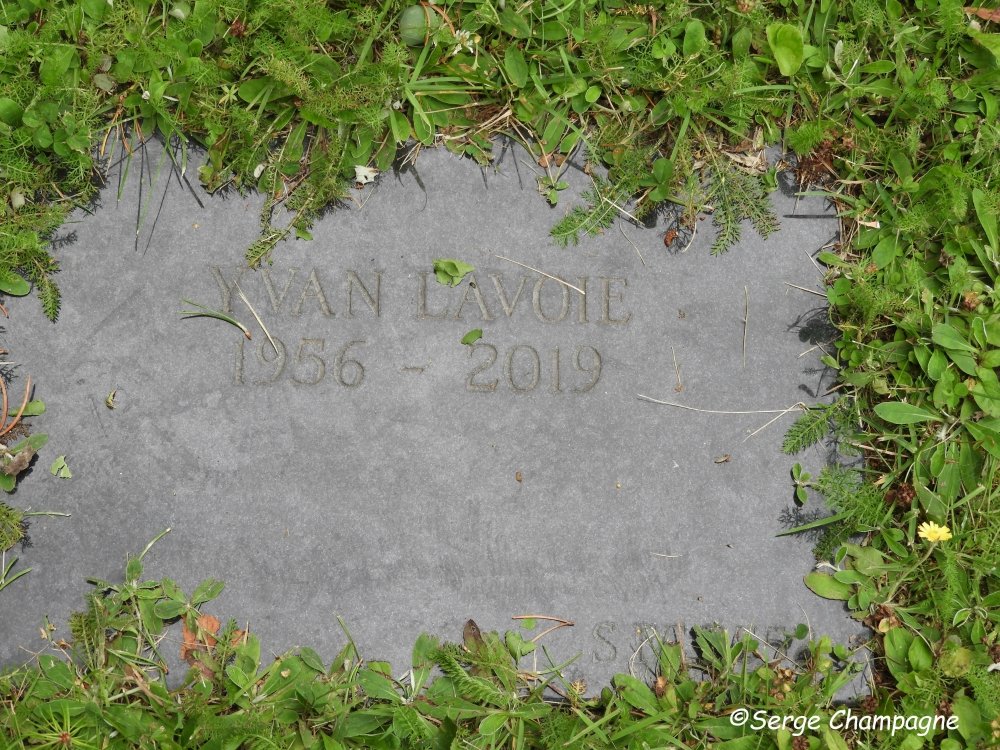 YVAN LAVOIE
1956 - 2019
©Serge Champagne